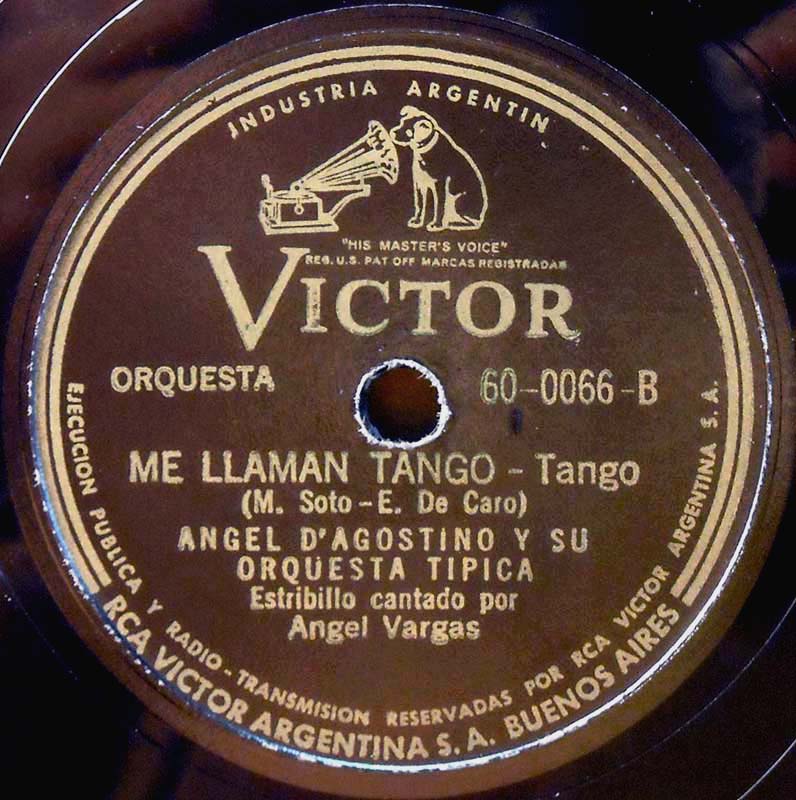 INDUSTRIA ARGENTIN
"HIS MASTER'S VOICE"
REG. U.S. PAT OFF MARCAS REGISTRADAS
VICTOR
ORQUESTA
60-0066-B
ME LLAMAN TANGO - Tango
(M. Soto - E. De Caro)
ANGEL D'AGOSTINO Y SU
ORQUESTA TIPICA
Estribillo cantado por
Angel Vargas
EJECUCION PUBLICA Y RADIO-TRANSMISION RESERVADAS POR RCA VICTOR ARGENTINA S. A.
RCA VICTOR ARGENTINA S. A. BUENOS AIRES